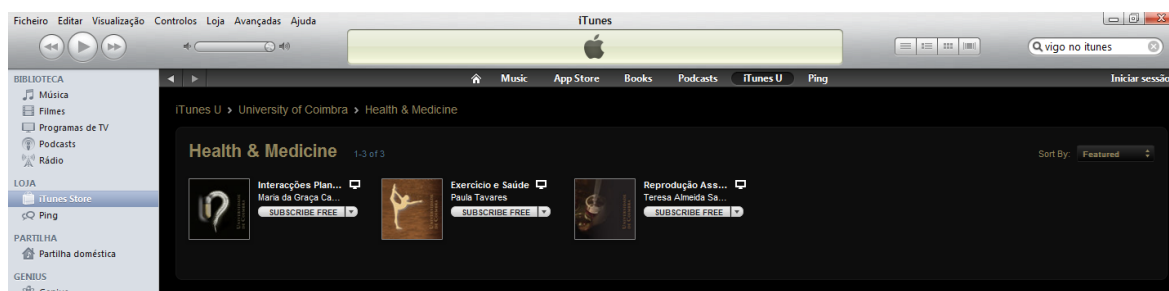 Ficheiro Editar Visualização Controlos Loja Avançadas Ajuda
iTunes
vigo no itunes
BIBLIOTECA
Música
Filmes
Programas de TV
Podcasts
Rádio
LOJA
iTunes Store
Ping
PARTILHA
Partilha doméstica
GENIUS
Music App Store Books Podcasts iTunes U Ping
Iniciar sessão
iTunes U > University of Coimbra > Health & Medicine
Health & Medicine 1-3 of 3
Sort By: Featured
Interacções Plan...
Maria da Graça Ca...
SUBSCRIBE FREE
Exercício e Saúde
Paula Tavares
SUBSCRIBE FREE
Reprodução Ass...
Teresa Almeida Sa...
SUBSCRIBE FREE